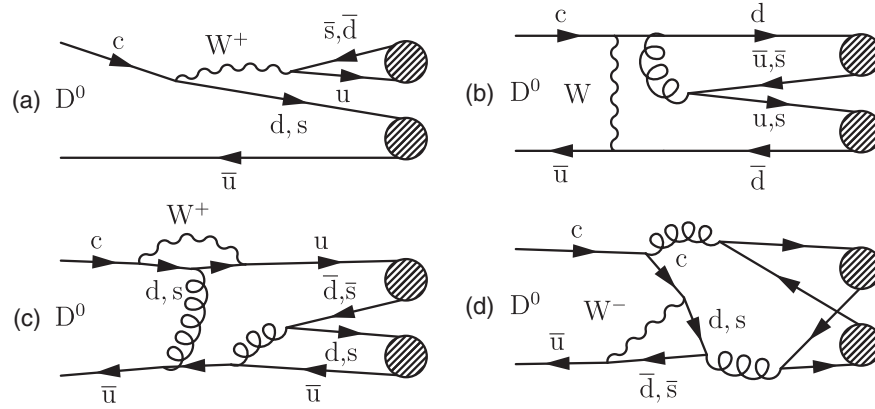 (a) D⁰ c W⁺ s̅,d̅ u d, s u̅
(b) D⁰ c W d u̅,s̅ u,s u̅ d̅
(c) D⁰ c W⁺ u d, s d̅,s̅ d,s u̅ u̅
(d) D⁰ c c W⁻ d, s u̅ d̅, s̅